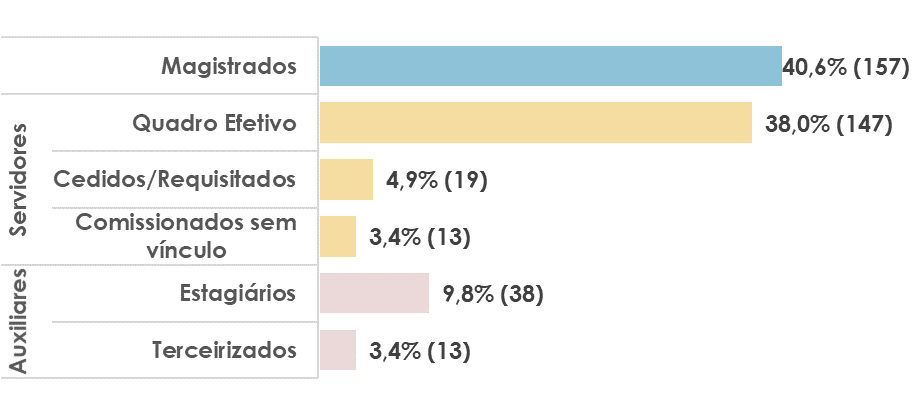 Magistrados 40,6% (157)
Servidores
Quadro Efetivo 38,0% (147)
Cedidos/Requisitados 4,9% (19)
Comissionados sem
vínculo 3,4% (13)
Auxiliares
Estagiários 9,8% (38)
Terceirizados 3,4% (13)